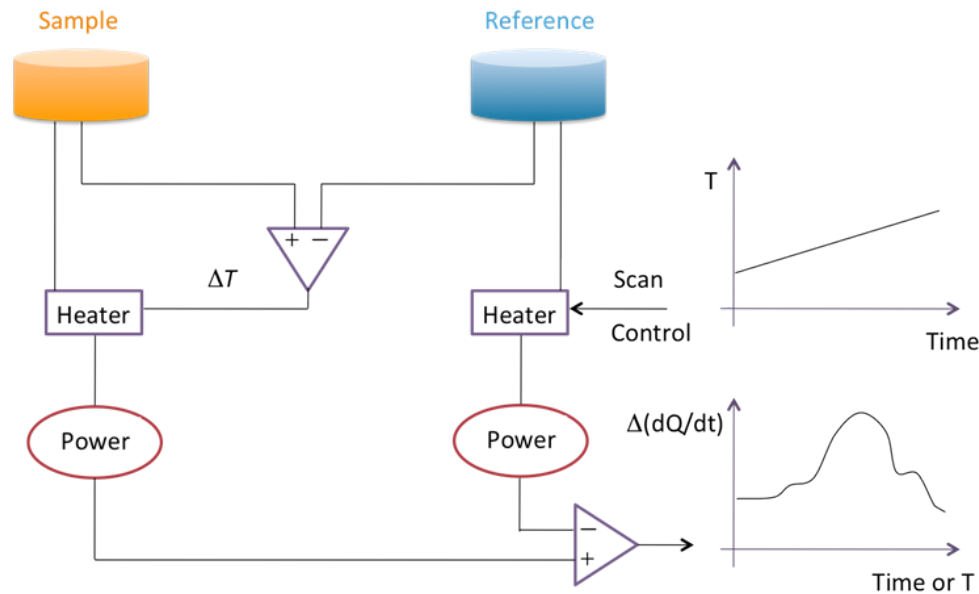 Sample
Reference
T
+ −
ΔT
Scan
Heater
Heater
Control
Time
Δ(dQ/dt)
Power
Power
−
+
Time or T